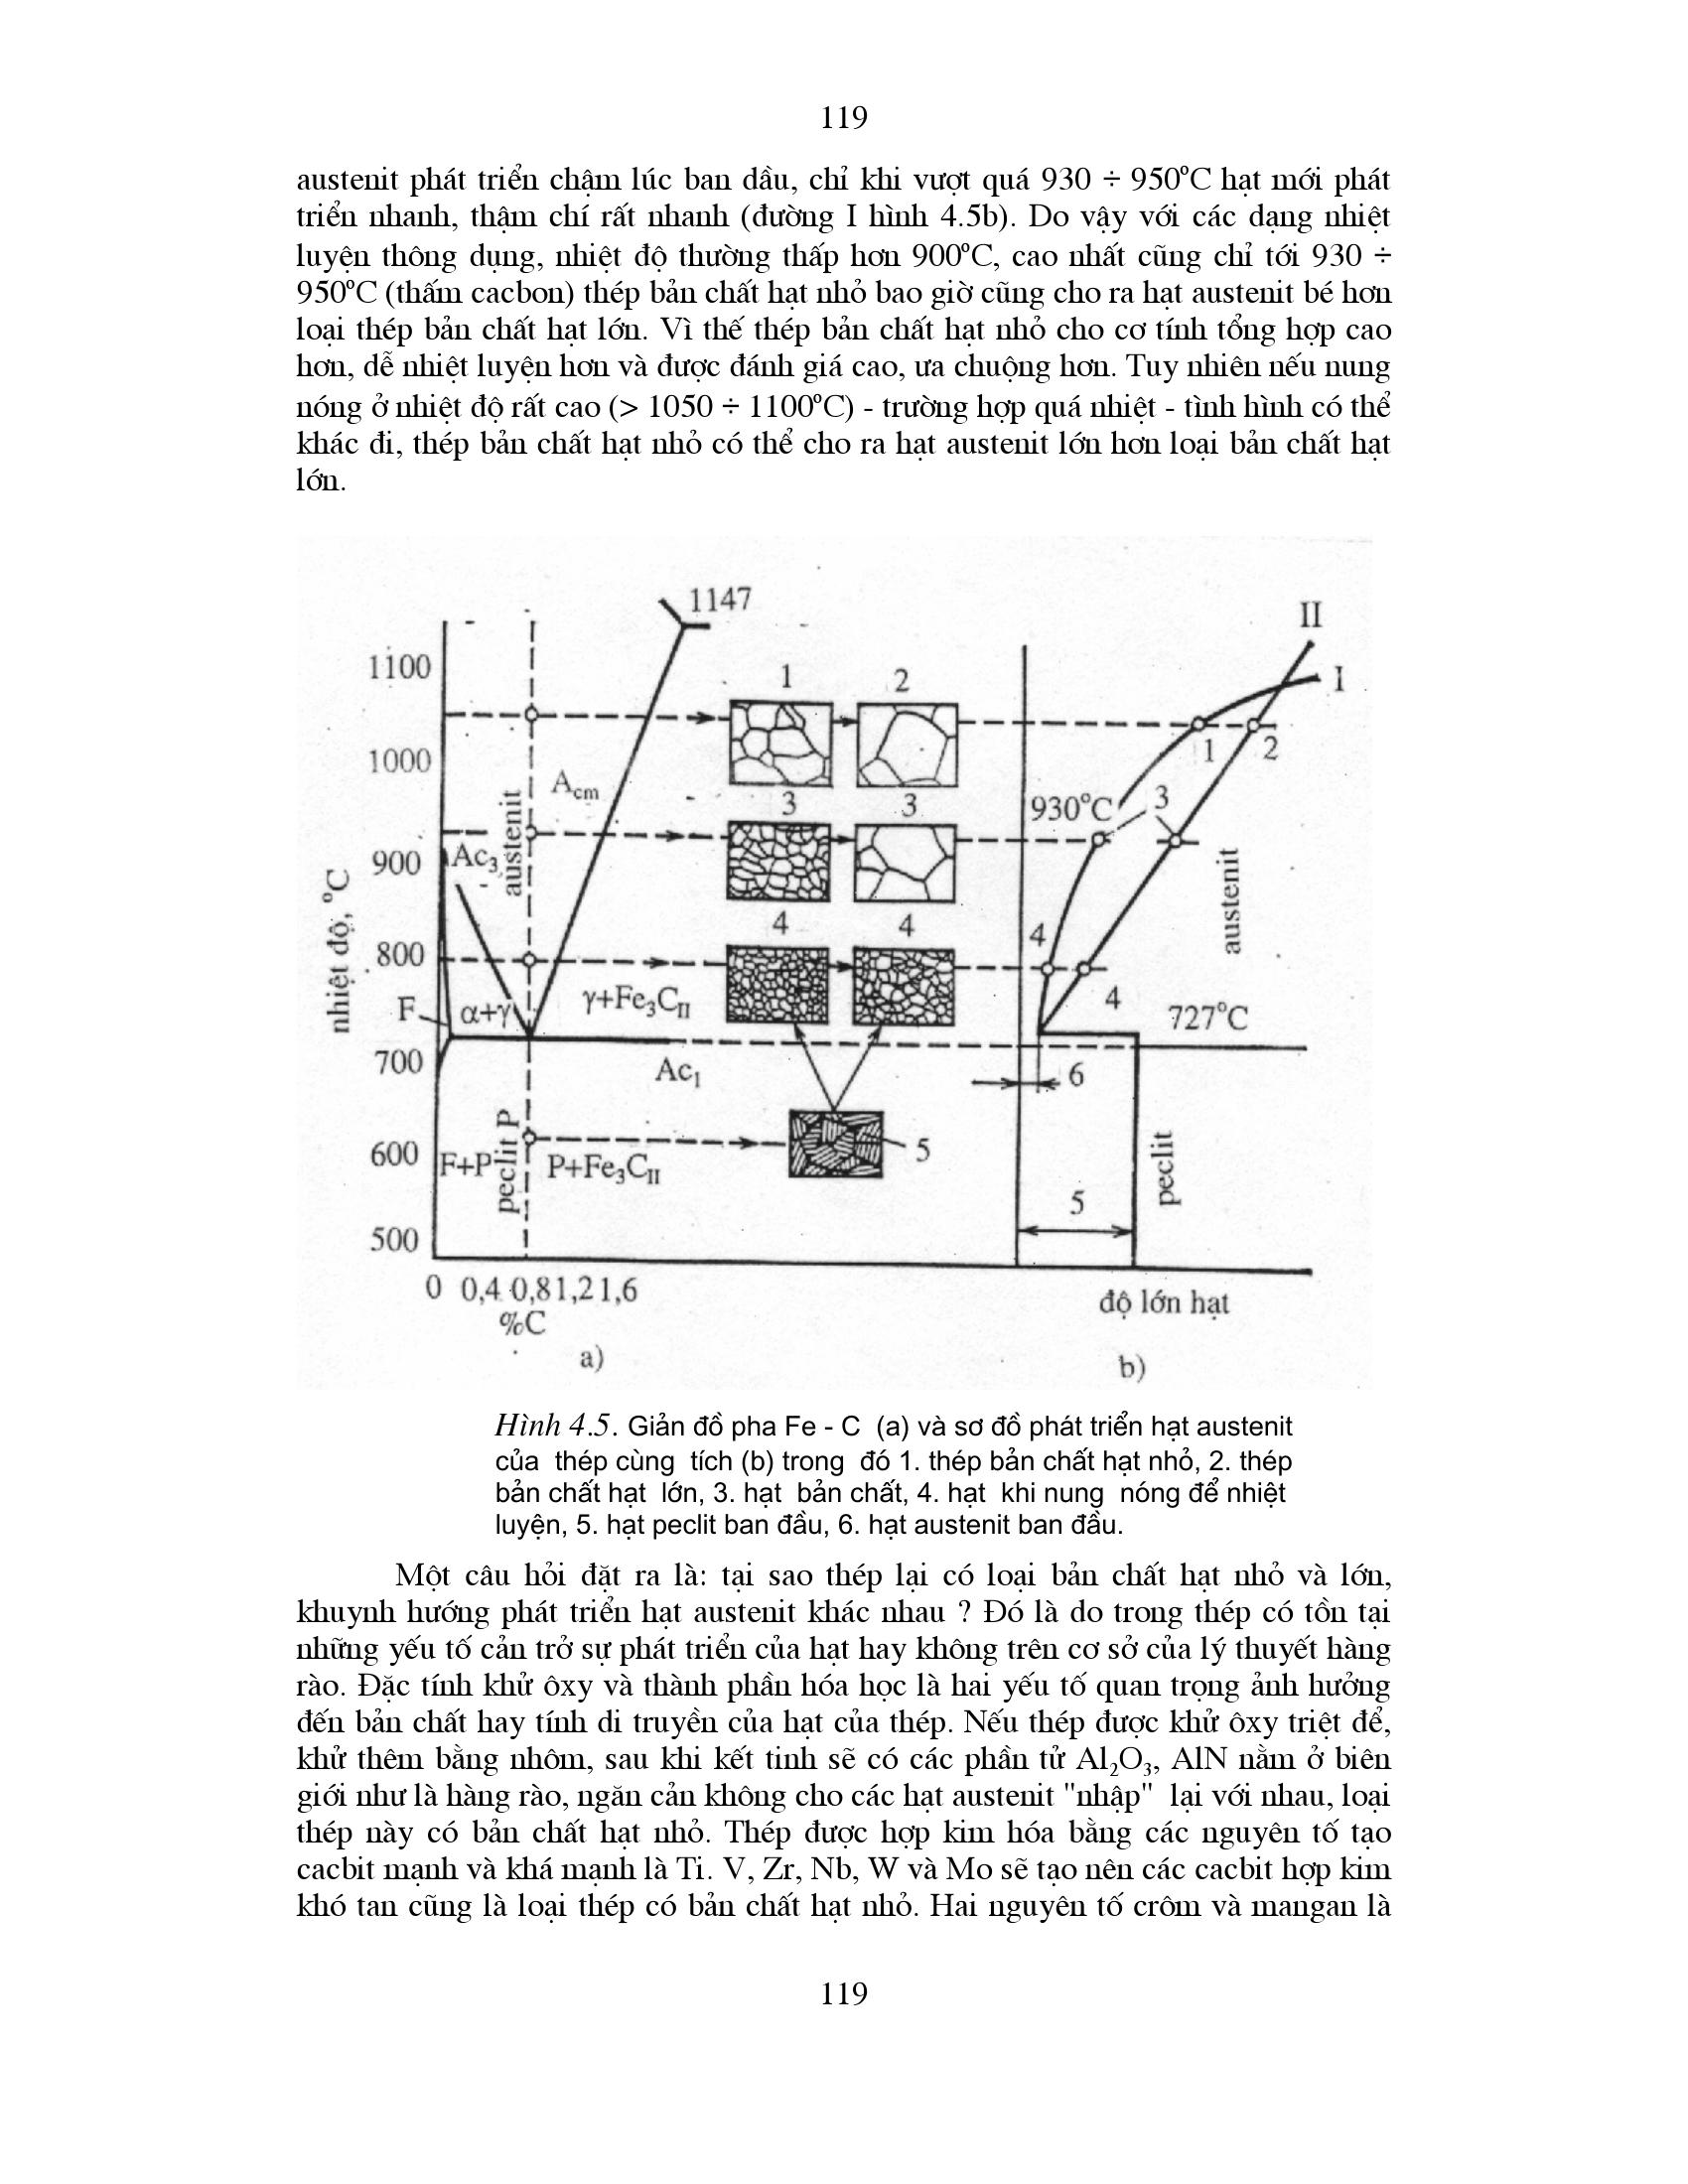 119
austenit phát triển chậm lúc ban dầu, chỉ khi vượt quá 930 ÷ 950°C hạt mới phát
triển nhanh, thậm chí rất nhanh (đường I hình 4.5b). Do vậy với các dạng nhiệt
luyện thông dụng, nhiệt độ thường thấp hơn 900°C, cao nhất cũng chỉ tới 930 ÷
950°C (thấm cacbon) thép bản chất hạt nhỏ bao giờ cũng cho ra hạt austenit bé hơn
loại thép bản chất hạt lớn. Vì thế thép bản chất hạt nhỏ cho cơ tính tổng hợp cao
hơn, dễ nhiệt luyện hơn và được đánh giá cao, ưa chuộng hơn. Tuy nhiên nếu nung
nóng ở nhiệt độ rất cao (> 1050 ÷ 1100°C) - trường hợp quá nhiệt - tình hình có thể
khác đi, thép bản chất hạt nhỏ có thể cho ra hạt austenit lớn hơn loại bản chất hạt
lớn.
1147
II
1100
1
2
I
1000
Acm
1
2
3
3
930°C
3
900
Ac3
austenit
austenit
nhiệt độ, °C
4
4
4
800
F
α+γ
γ+Fe3CII
4
727°C
700
Ac1
6
peclit P
5
peclit
600
F+P
P+Fe3CII
5
500
0 0,4 0,8 1,2 1,6
%C
độ lớn hạt
a)
b)
Hình 4.5. Giản đồ pha Fe - C (a) và sơ đồ phát triển hạt austenit
của thép cùng tích (b) trong đó 1. thép bản chất hạt nhỏ, 2. thép
bản chất hạt lớn, 3. hạt bản chất, 4. hạt khi nung nóng để nhiệt
luyện, 5. hạt peclit ban đầu, 6. hạt austenit ban đầu.
Một câu hỏi đặt ra là: tại sao thép lại có loại bản chất hạt nhỏ và lớn,
khuynh hướng phát triển hạt austenit khác nhau ? Đó là do trong thép có tồn tại
những yếu tố cản trở sự phát triển của hạt hay không trên cơ sở của lý thuyết hàng
rào. Đặc tính khử ôxy và thành phần hóa học là hai yếu tố quan trọng ảnh hưởng
đến bản chất hay tính di truyền của hạt của thép. Nếu thép được khử ôxy triệt để,
khử thêm bằng nhôm, sau khi kết tinh sẽ có các phần tử Al2O3, AlN nằm ở biên
giới như là hàng rào, ngăn cản không cho các hạt austenit "nhập" lại với nhau, loại
thép này có bản chất hạt nhỏ. Thép được hợp kim hóa bằng các nguyên tố tạo
cacbit mạnh và khá mạnh là Ti. V, Zr, Nb, W và Mo sẽ tạo nên các cacbit hợp kim
khó tan cũng là loại thép có bản chất hạt nhỏ. Hai nguyên tố crôm và mangan là
119